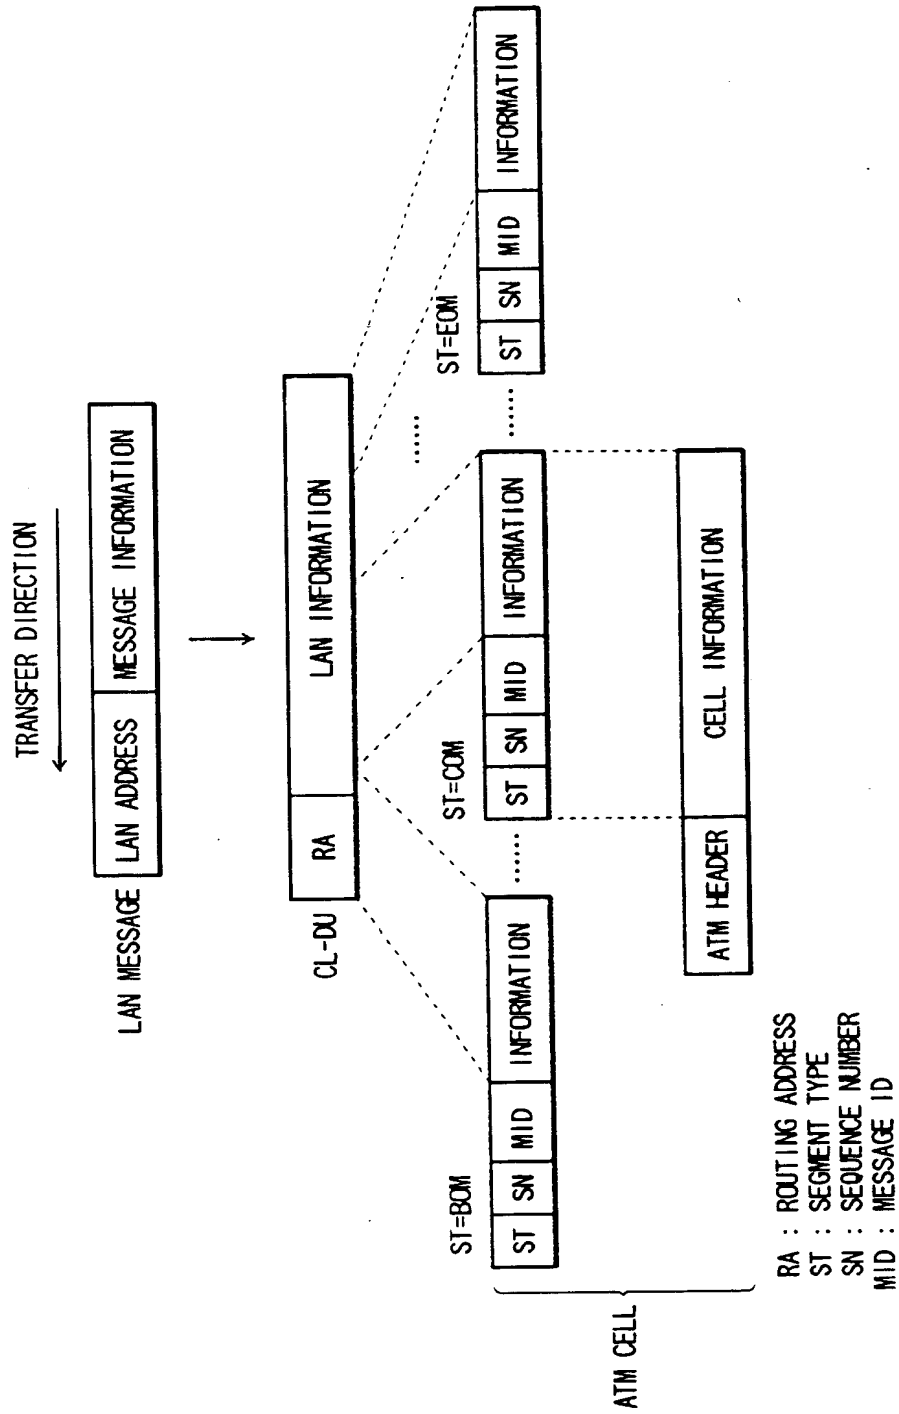 TRANSFER DIRECTION
LAN MESSAGE LAN ADDRESS MESSAGE INFORMATION
RA LAN INFORMATION
CL-DU
......
ST=BOM ST=COM ST=EOM
ST SN MID INFORMATION ...... ST SN MID INFORMATION ...... ST SN MID INFORMATION
ATM CELL
ATM HEADER CELL INFORMATION
RA : ROUTING ADDRESS
ST : SEGMENT TYPE
SN : SEQUENCE NUMBER
MID : MESSAGE ID